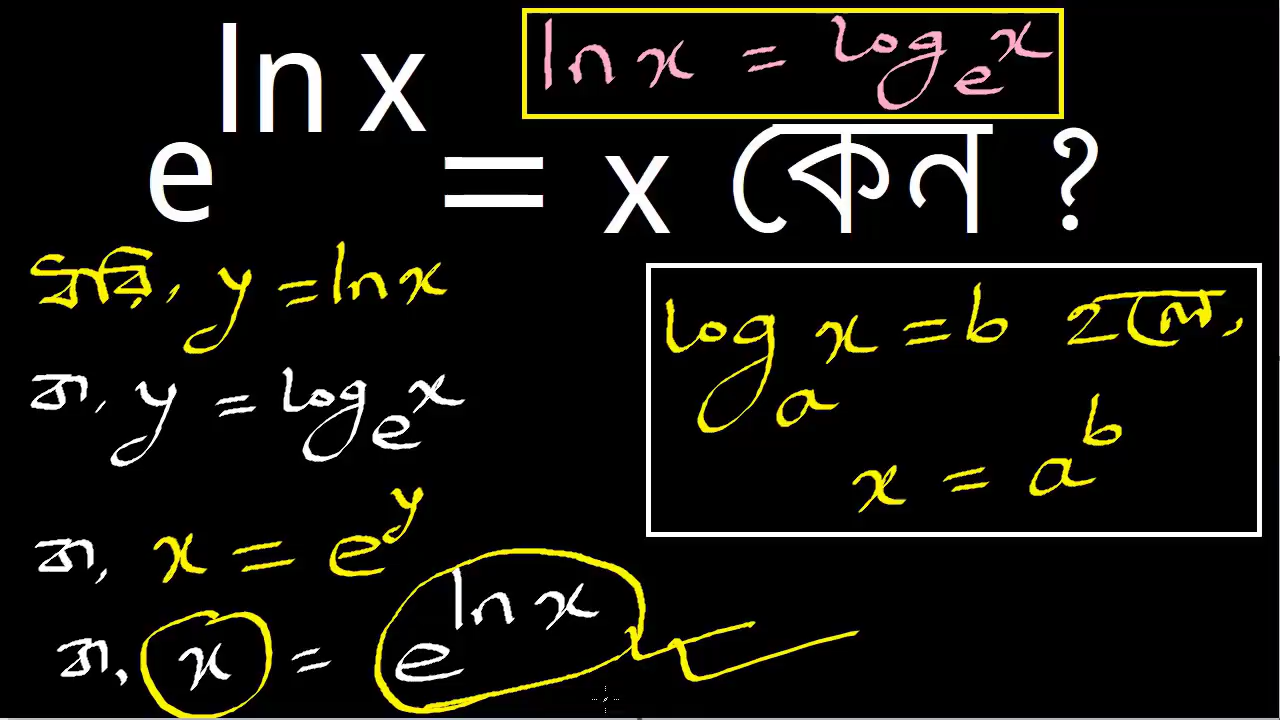 e^{ln x} = x কেন ?
ln x = log_e x
ধরি, y = ln x
বা, y = log_e x
বা, x = e^y
বা, x = e^{ln x}
log_a x = b হলে,
x = a^b